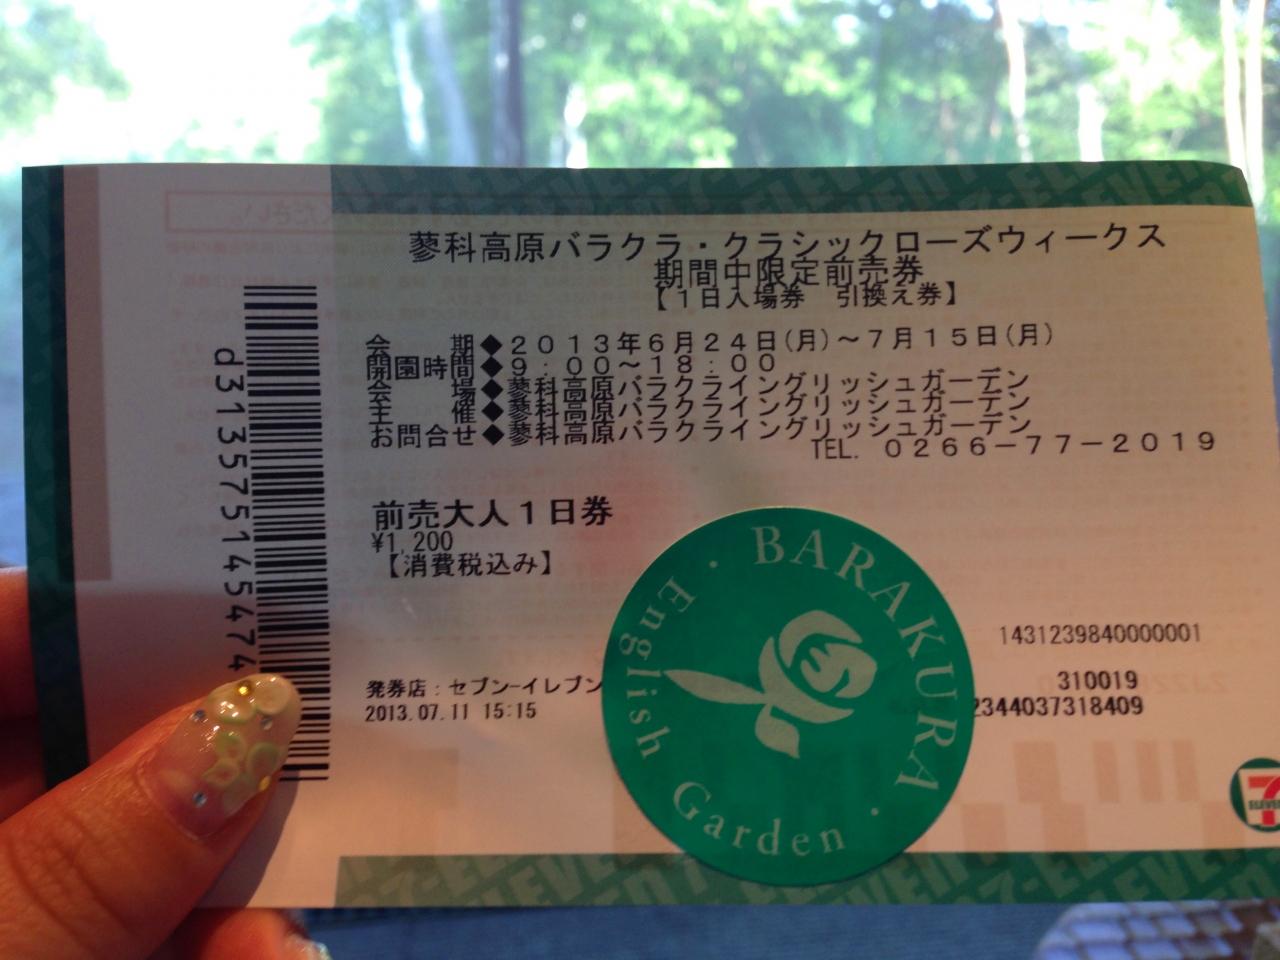 蓼科高原バラクラ・クラシックローズウィークス
期間中限定前売券
【１日入場券　引換え券】
会　　期◆２０１３年６月２４日(月)～７月１５日(月)
開園時間◆９：００～１８：００
会　　場◆蓼科高原バラクライングリッシュガーデン
主　　催◆蓼科高原バラクライングリッシュガーデン
お問合せ◆蓼科高原バラクライングリッシュガーデン
TEL. ０２６６－７７－２０１９
前売大人１日券
¥1,200
【消費税込み】
発券店：セブン-イレブン
2013.07.11 15:15
1431239840000001
310019
2344037318409
d313575145474
BARAKURA
English Garden
7-ELEVEN